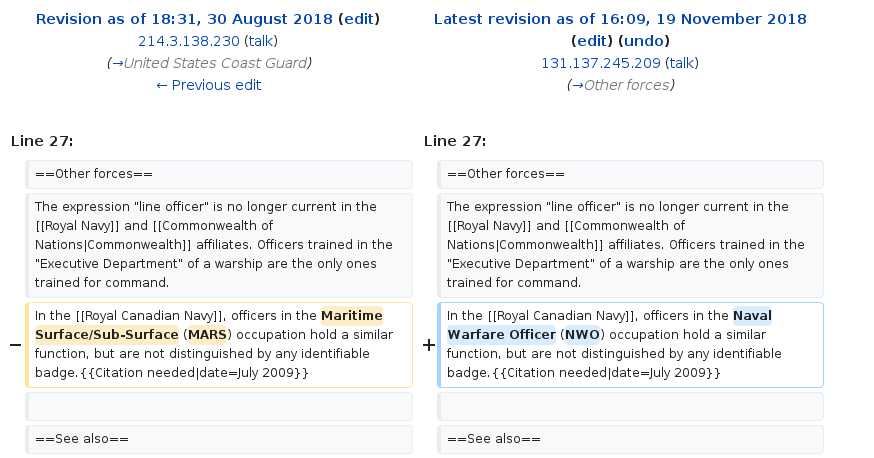 Revision as of 18:31, 30 August 2018 (edit)
214.3.138.230 (talk)
(→United States Coast Guard)
← Previous edit
Latest revision as of 16:09, 19 November 2018
(edit) (undo)
131.137.245.209 (talk)
(→Other forces)
Line 27:
Line 27:
==Other forces==
==Other forces==
The expression "line officer" is no longer current in the
[[Royal Navy]] and [[Commonwealth of
Nations|Commonwealth]] affiliates. Officers trained in the
"Executive Department" of a warship are the only ones
trained for command.
The expression "line officer" is no longer current in the
[[Royal Navy]] and [[Commonwealth of
Nations|Commonwealth]] affiliates. Officers trained in the
"Executive Department" of a warship are the only ones
trained for command.
−
In the [[Royal Canadian Navy]], officers in the Maritime
Surface/Sub-Surface (MARS) occupation hold a similar
function, but are not distinguished by any identifiable
badge.{{Citation needed|date=July 2009}}
+
In the [[Royal Canadian Navy]], officers in the Naval
Warfare Officer (NWO) occupation hold a similar
function, but are not distinguished by any identifiable
badge.{{Citation needed|date=July 2009}}
==See also==
==See also==